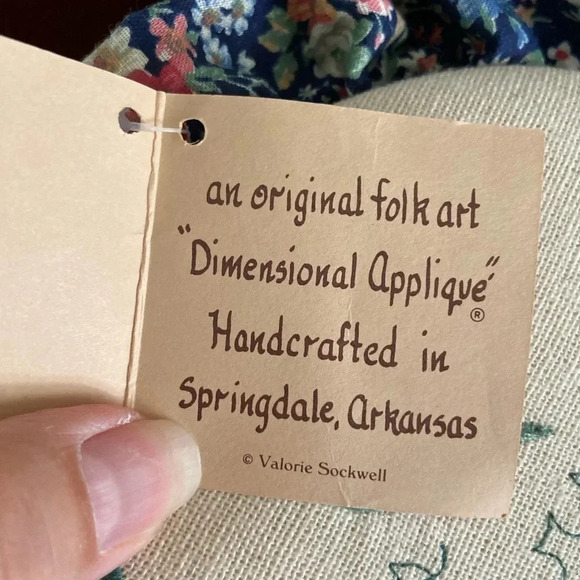 an original folk art
"Dimensional Applique"®
Handcrafted in
Springdale, Arkansas
© Valorie Sockwell